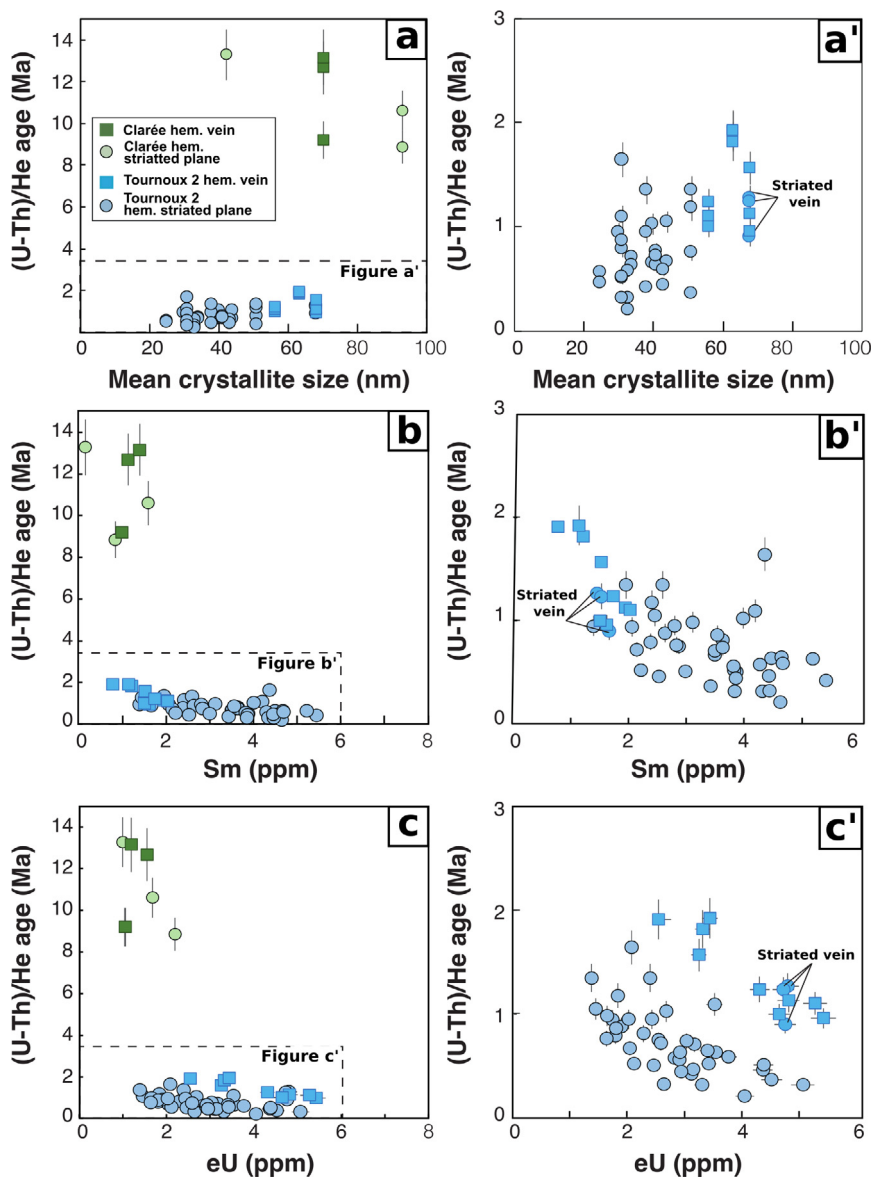 a
(U-Th)/He age (Ma)
14
12
10
8
6
4
2
Clarée hem. vein
Clarée hem.
striatted plane
Tournoux 2 hem. vein
Tournoux 2
hem. striated plane
Figure a'
0
20
40
60
80
100
Mean crystallite size (nm)
a'
(U-Th)/He age (Ma)
3
2
1
0
Striated
vein
0
20
40
60
80
100
Mean crystallite size (nm)
b
(U-Th)/He age (Ma)
14
12
10
8
6
4
2
0
Figure b'
0
2
4
6
8
Sm (ppm)
b'
(U-Th)/He age (Ma)
3
2
1
0
Striated
vein
0
2
4
6
Sm (ppm)
c
(U-Th)/He age (Ma)
14
12
10
8
6
4
2
0
Figure c'
0
2
4
6
8
eU (ppm)
c'
(U-Th)/He age (Ma)
3
2
1
0
Striated vein
0
2
4
6
eU (ppm)